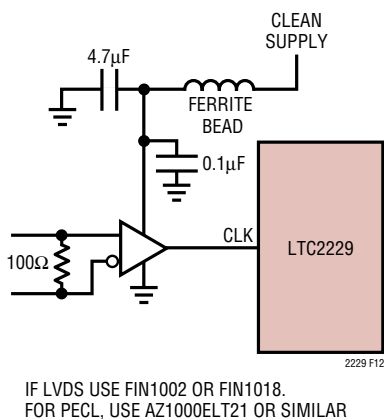 CLEAN
SUPPLY
4.7µF
FERRITE
BEAD
0.1µF
CLK
LTC2229
100Ω
2229 F12
IF LVDS USE FIN1002 OR FIN1018.
FOR PECL, USE AZ1000ELT21 OR SIMILAR